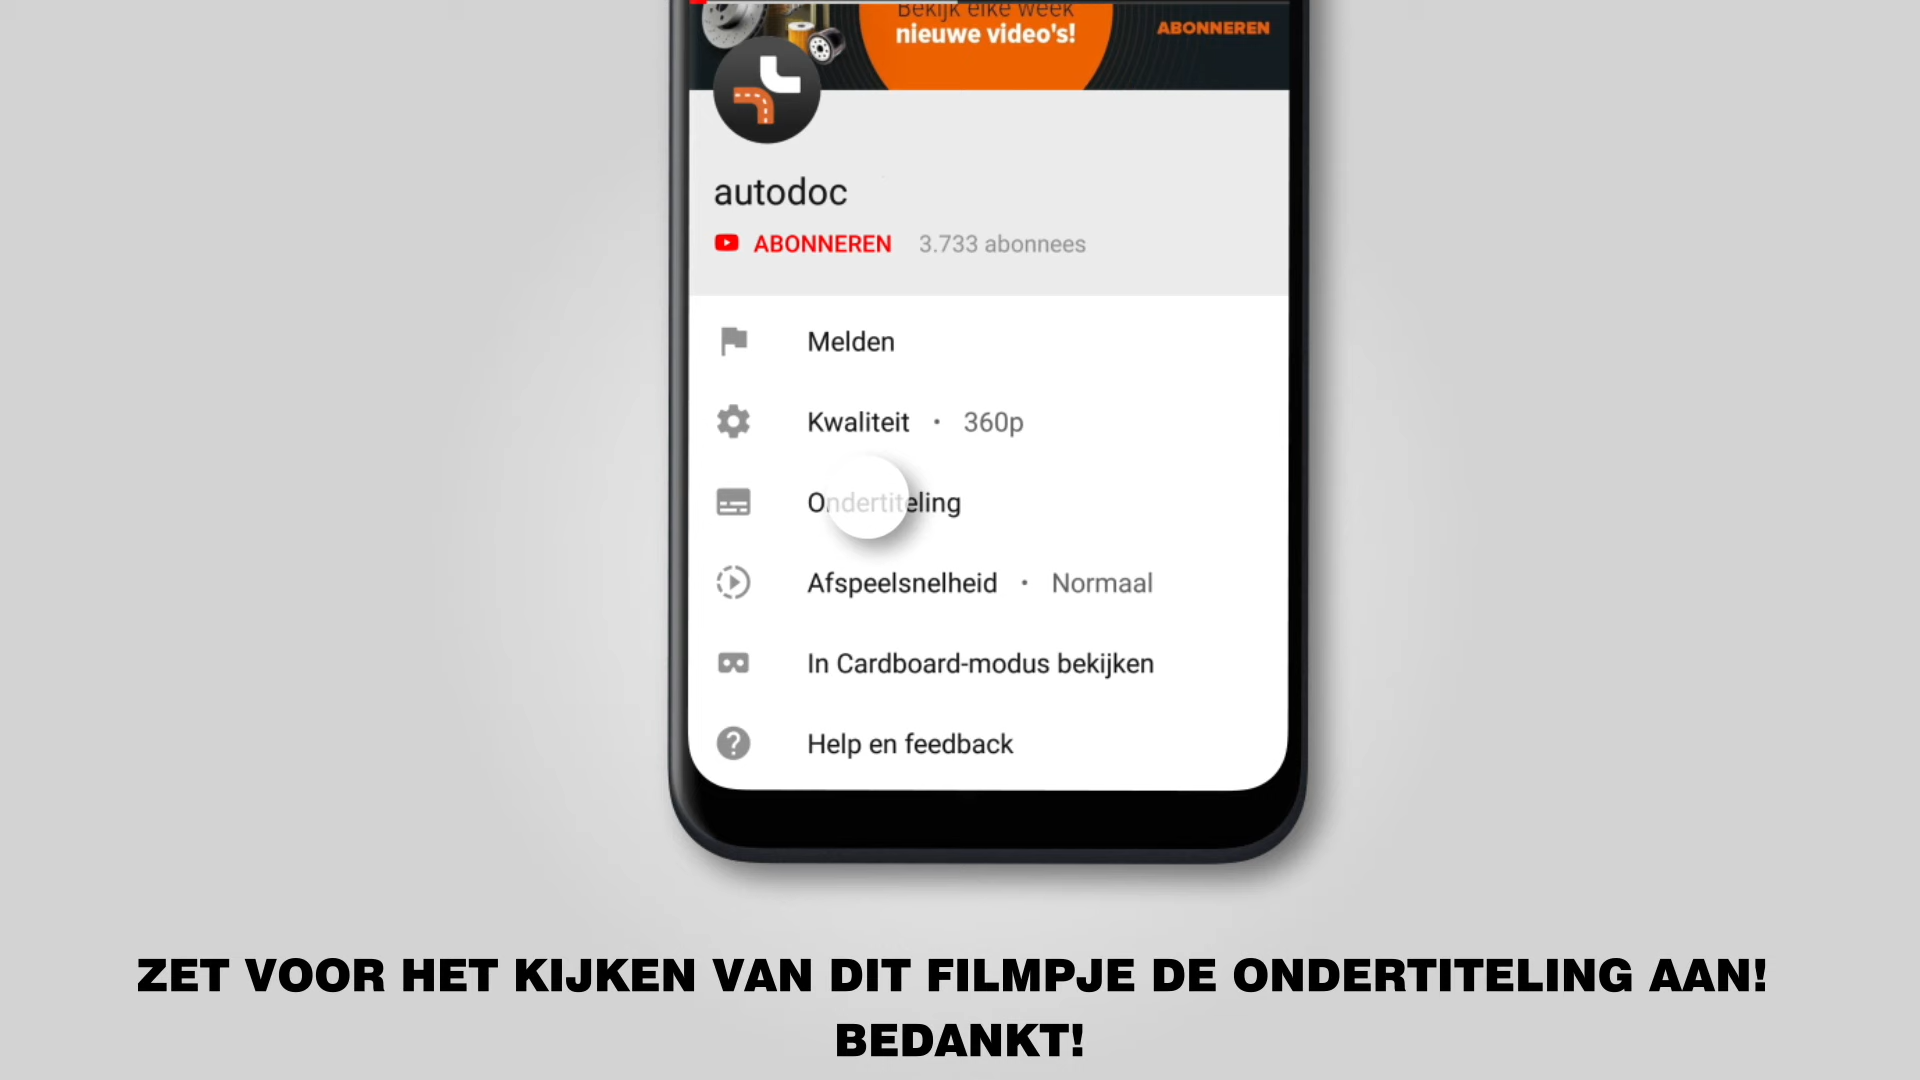 Bekijk elke week
nieuwe video's!
ABONNEREN
autodoc
ABONNEREN 3.733 abonnees
Melden
Kwaliteit • 360p
Ondertiteling
Afspeelsnelheid • Normaal
In Cardboard-modus bekijken
Help en feedback
ZET VOOR HET KIJKEN VAN DIT FILMPJE DE ONDERTITELING AAN!
BEDANKT!